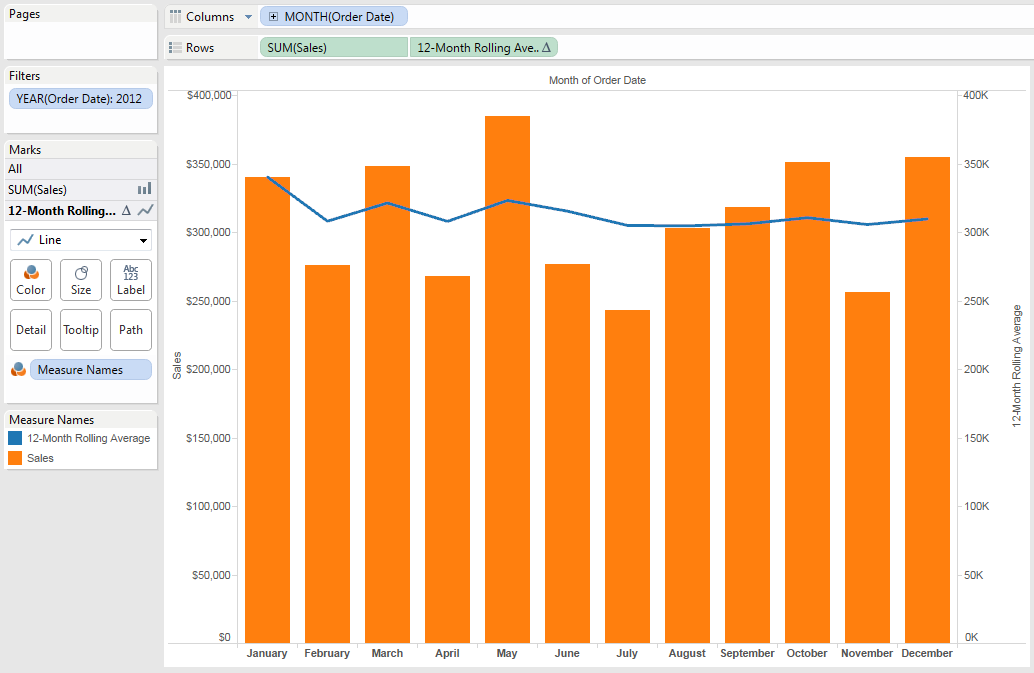 Pages
Columns
MONTH(Order Date)
Rows
SUM(Sales)
12-Month Rolling Ave.. Δ
Filters
YEAR(Order Date): 2012
Marks
All
SUM(Sales)
12-Month Rolling... Δ
Line
Color
Size
Abc
123
Label
Detail
Tooltip
Path
Measure Names
Measure Names
12-Month Rolling Average
Sales
Month of Order Date
$400,000
$350,000
$300,000
$250,000
$200,000
$150,000
$100,000
$50,000
$0
Sales
400K
350K
300K
250K
200K
150K
100K
50K
0K
12-Month Rolling Average
January February March April May June July August September October November December